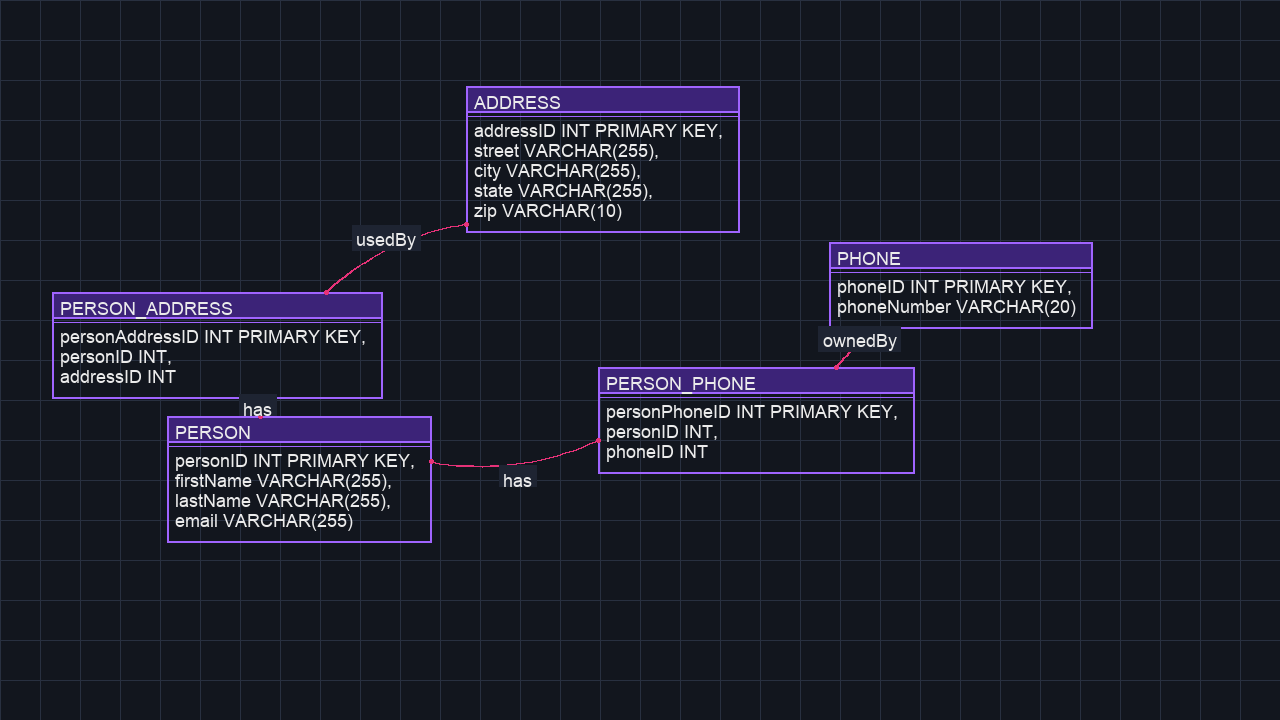 ADDRESS
addressID INT PRIMARY KEY,
street VARCHAR(255),
city VARCHAR(255),
state VARCHAR(255),
zip VARCHAR(10)
usedBy
PHONE
phoneID INT PRIMARY KEY,
phoneNumber VARCHAR(20)
ownedBy
PERSON_ADDRESS
personAddressID INT PRIMARY KEY,
personID INT,
addressID INT
has
PERSON_PHONE
personPhoneID INT PRIMARY KEY,
personID INT,
phoneID INT
PERSON
personID INT PRIMARY KEY,
firstName VARCHAR(255),
lastName VARCHAR(255),
email VARCHAR(255)
has